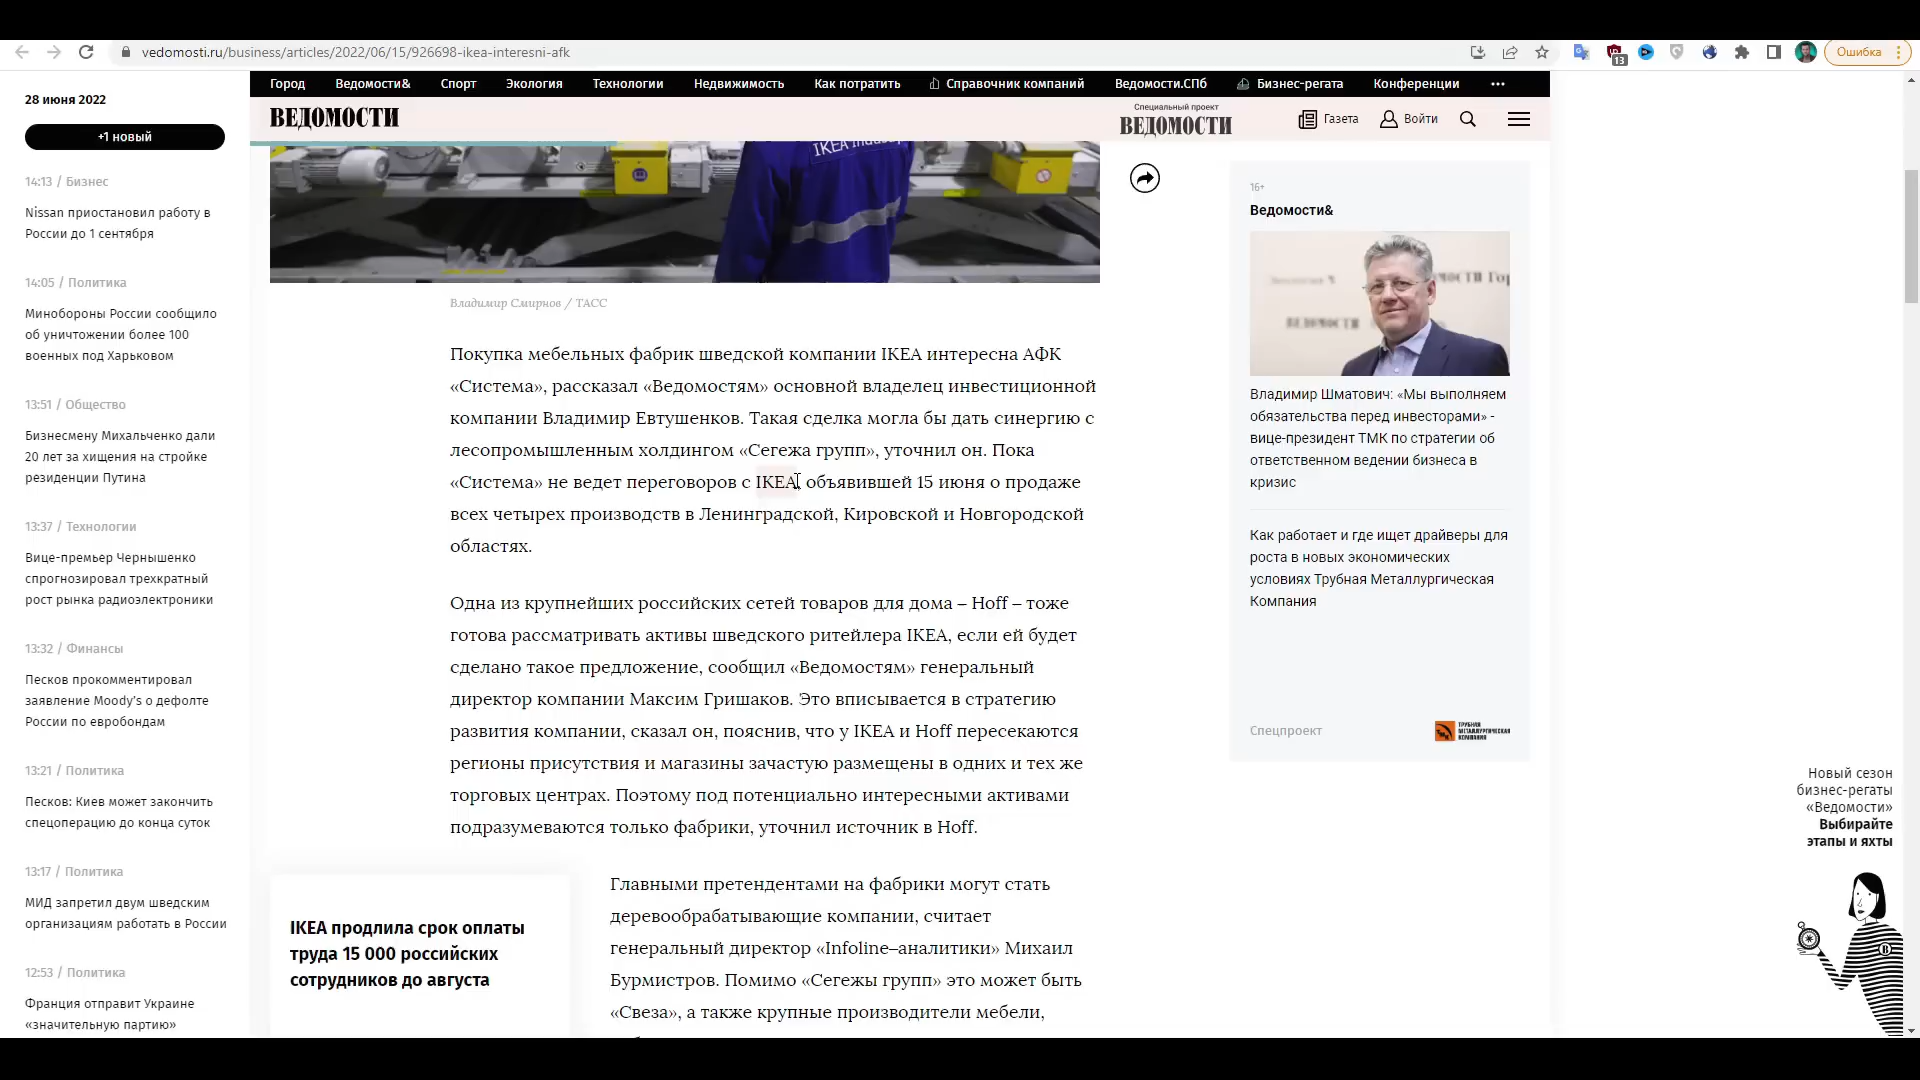 vedomosti.ru/business/articles/2022/06/15/926698-ikea-interesni-afk
13
Ошибка
Город Ведомости& Спорт Экология Технологии Недвижимость Как потратить Справочник компаний Ведомости.СПб Бизнес-регата Конференции
ВЕДОМОСТИ
Специальный проект
ВЕДОМОСТИ
Газета
Войти
28 июня 2022
+1 новый
14:13 / Бизнес
Nissan приостановил работу в
России до 1 сентября
14:05 / Политика
Минобороны России сообщило
об уничтожении более 100
военных под Харьковом
13:51 / Общество
Бизнесмену Михальченко дали
20 лет за хищения на стройке
резиденции Путина
13:37 / Технологии
Вице-премьер Чернышенко
спрогнозировал трехкратный
рост рынка радиоэлектроники
13:32 / Финансы
Песков прокомментировал
заявление Moody's о дефолте
России по евробондам
13:21 / Политика
Песков: Киев может закончить
спецоперацию до конца суток
13:17 / Политика
МИД запретил двум шведским
организациям работать в России
12:53 / Политика
Франция отправит Украине
«значительную партию»
IKEA Industry
Владимир Смирнов / ТАСС
Покупка мебельных фабрик шведской компании IKEA интересна АФК
«Система», рассказал «Ведомостям» основной владелец инвестиционной
компании Владимир Евтушенков. Такая сделка могла бы дать синергию с
лесопромышленным холдингом «Сегежа групп», уточнил он. Пока
«Система» не ведет переговоров с IKEA, объявившей 15 июня о продаже
всех четырех производств в Ленинградской, Кировской и Новгородской
областях.
Одна из крупнейших российских сетей товаров для дома – Hoff – тоже
готова рассматривать активы шведского ритейлера IKEA, если ей будет
сделано такое предложение, сообщил «Ведомостям» генеральный
директор компании Максим Гришаков. Это вписывается в стратегию
развития компании, сказал он, пояснив, что у IKEA и Hoff пересекаются
регионы присутствия и магазины зачастую размещены в одних и тех же
торговых центрах. Поэтому под потенциально интересными активами
подразумеваются только фабрики, уточнил источник в Hoff.
IKEA продлила срок оплаты
труда 15 000 российских
сотрудников до августа
Главными претендентами на фабрики могут стать
деревообрабатывающие компании, считает
генеральный директор «Infoline–аналитики» Михаил
Бурмистров. Помимо «Сегежы групп» это может быть
«Свеза», а также крупные производители мебели,
16+
Ведомости&
Владимир Шматович: «Мы выполняем
обязательства перед инвесторами» -
вице-президент ТМК по стратегии об
ответственном ведении бизнеса в
кризис
Как работает и где ищет драйверы для
роста в новых экономических
условиях Трубная Металлургическая
Компания
Спецпроект
ТРУБНАЯ
МЕТАЛЛУРГИЧЕСКАЯ
КОМПАНИЯ
Новый сезон
бизнес-регаты
«Ведомости»
Выбирайте
этапы и яхты
В